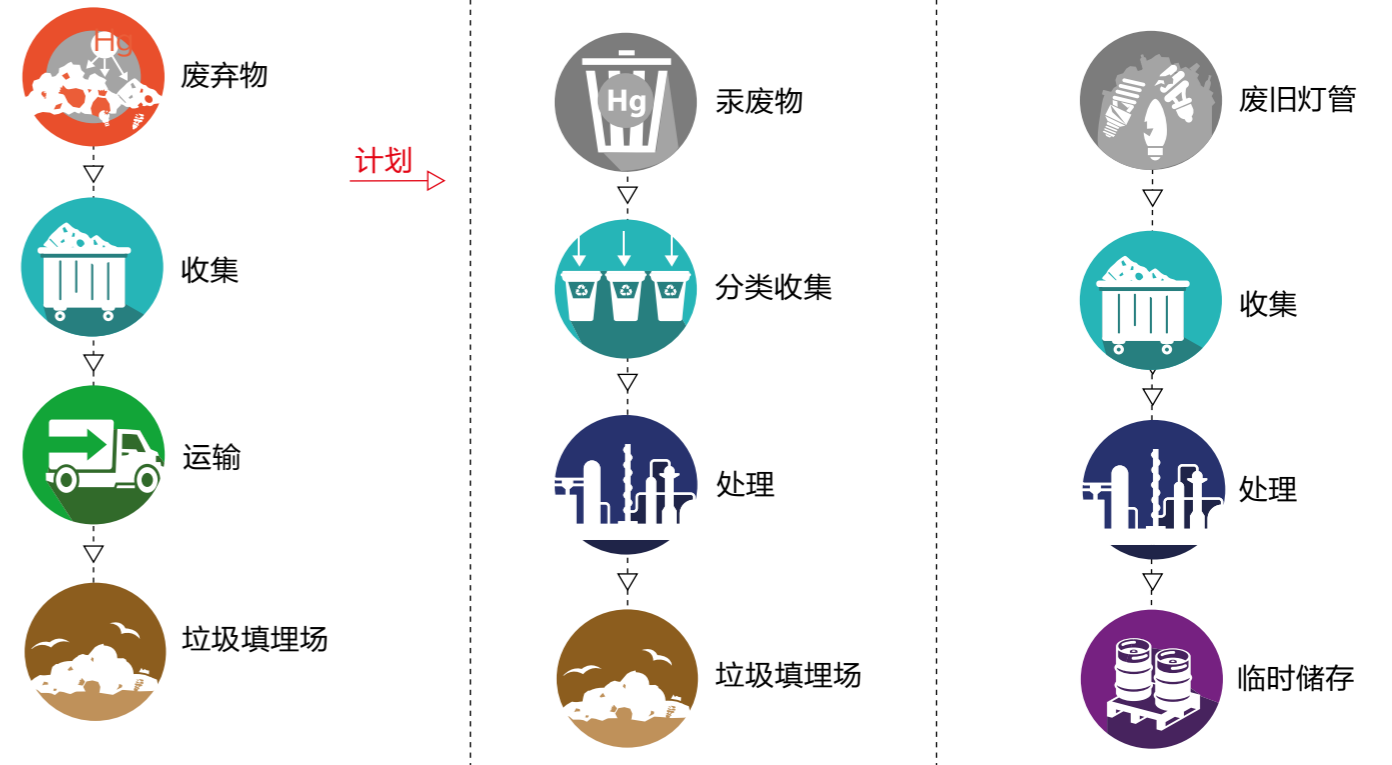 Hg
废弃物
收集
运输
垃圾填埋场
计划
Hg
汞废物
分类收集
处理
垃圾填埋场
废旧灯管
收集
处理
临时储存